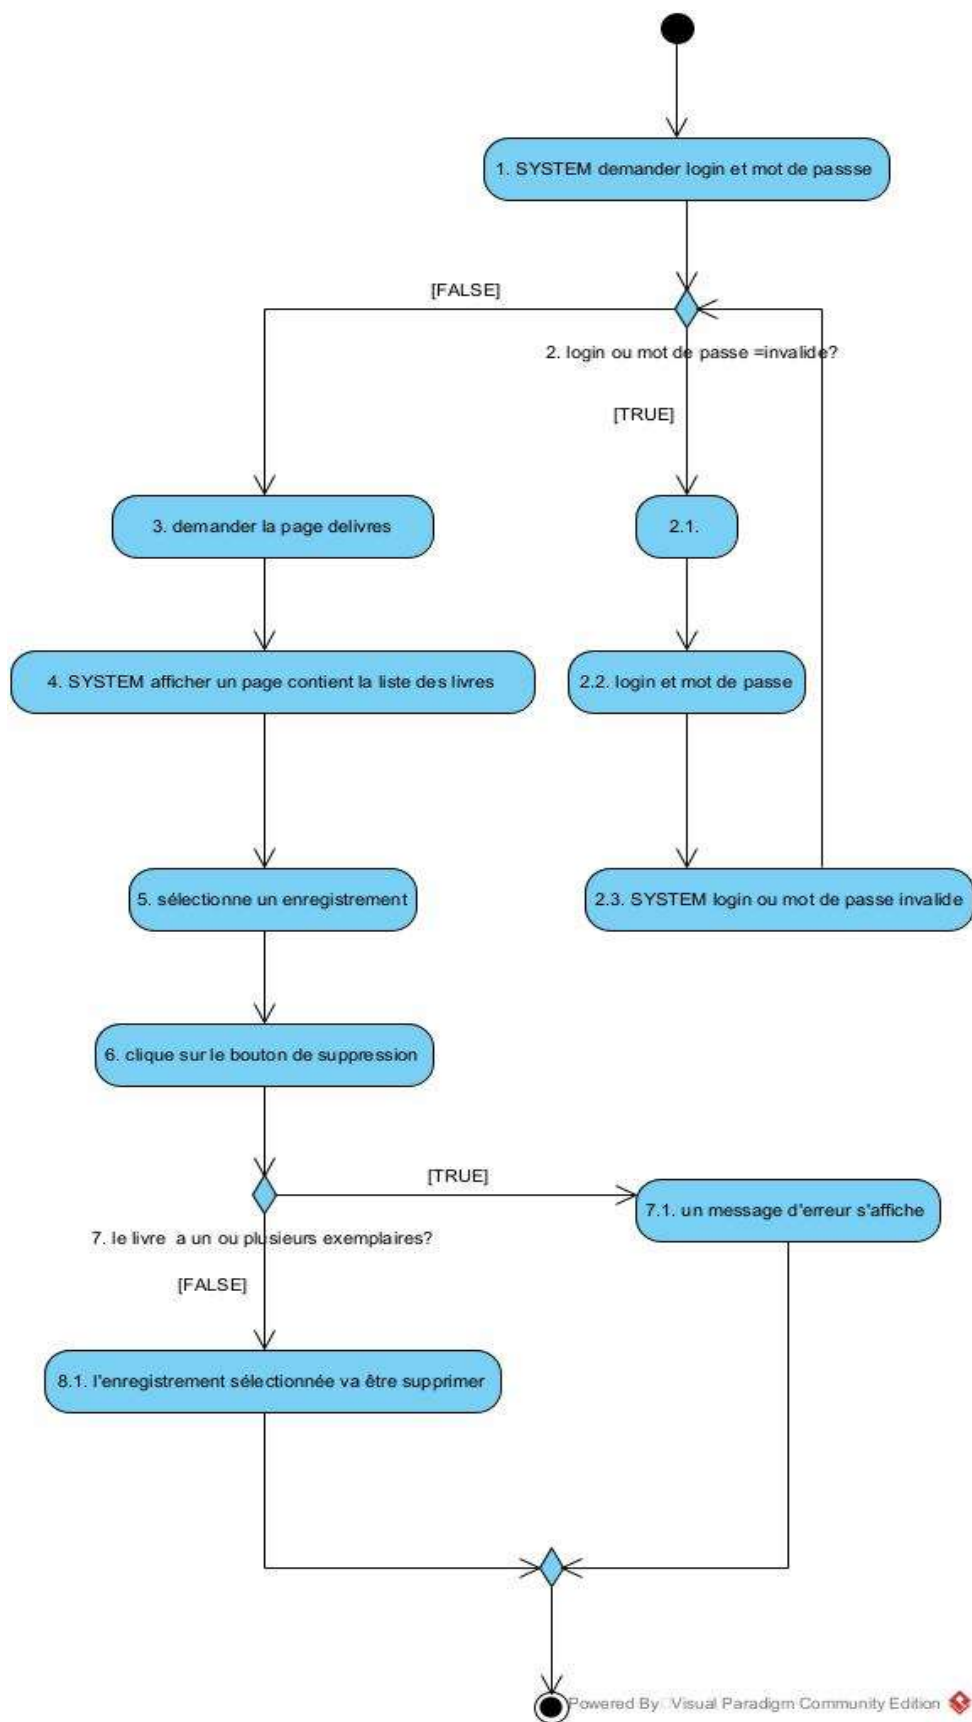 1. SYSTEM demander login et mot de passse
[FALSE]
2. login ou mot de passe =invalide?
[TRUE]
3. demander la page delivres
2.1.
4. SYSTEM afficher un page contient la liste des livres
2.2. login et mot de passe
5. sélectionne un enregistrement
2.3. SYSTEM login ou mot de passe invalide
6. clique sur le bouton de suppression
[TRUE]
7.1. un message d'erreur s'affiche
7. le livre a un ou plusieurs exemplaires?
[FALSE]
8.1. l'enregistrement sélectionnée va être supprimer
Powered By Visual Paradigm Community Edition